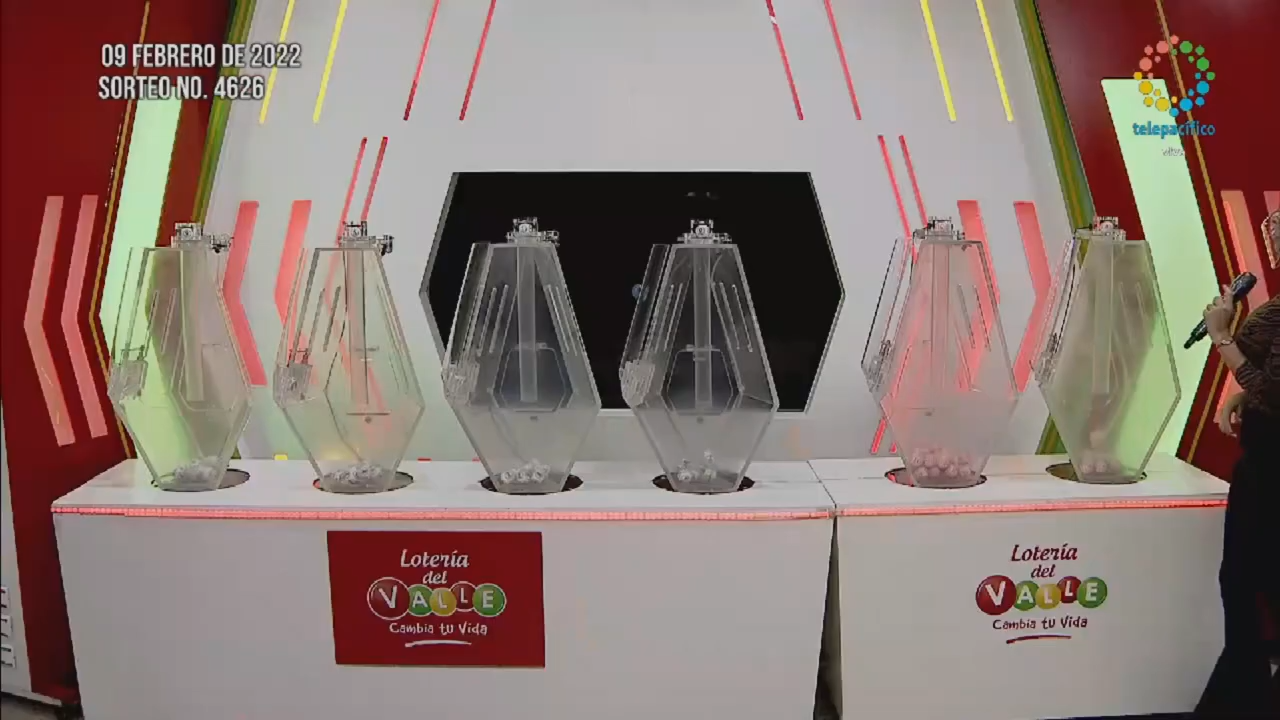 09 FEBRERO DE 2022
SORTEO NO. 4626
telepacífico
Lotería
del
VALLE
Cambia tu Vida
Lotería
del
VALLE
Cambia tu Vida